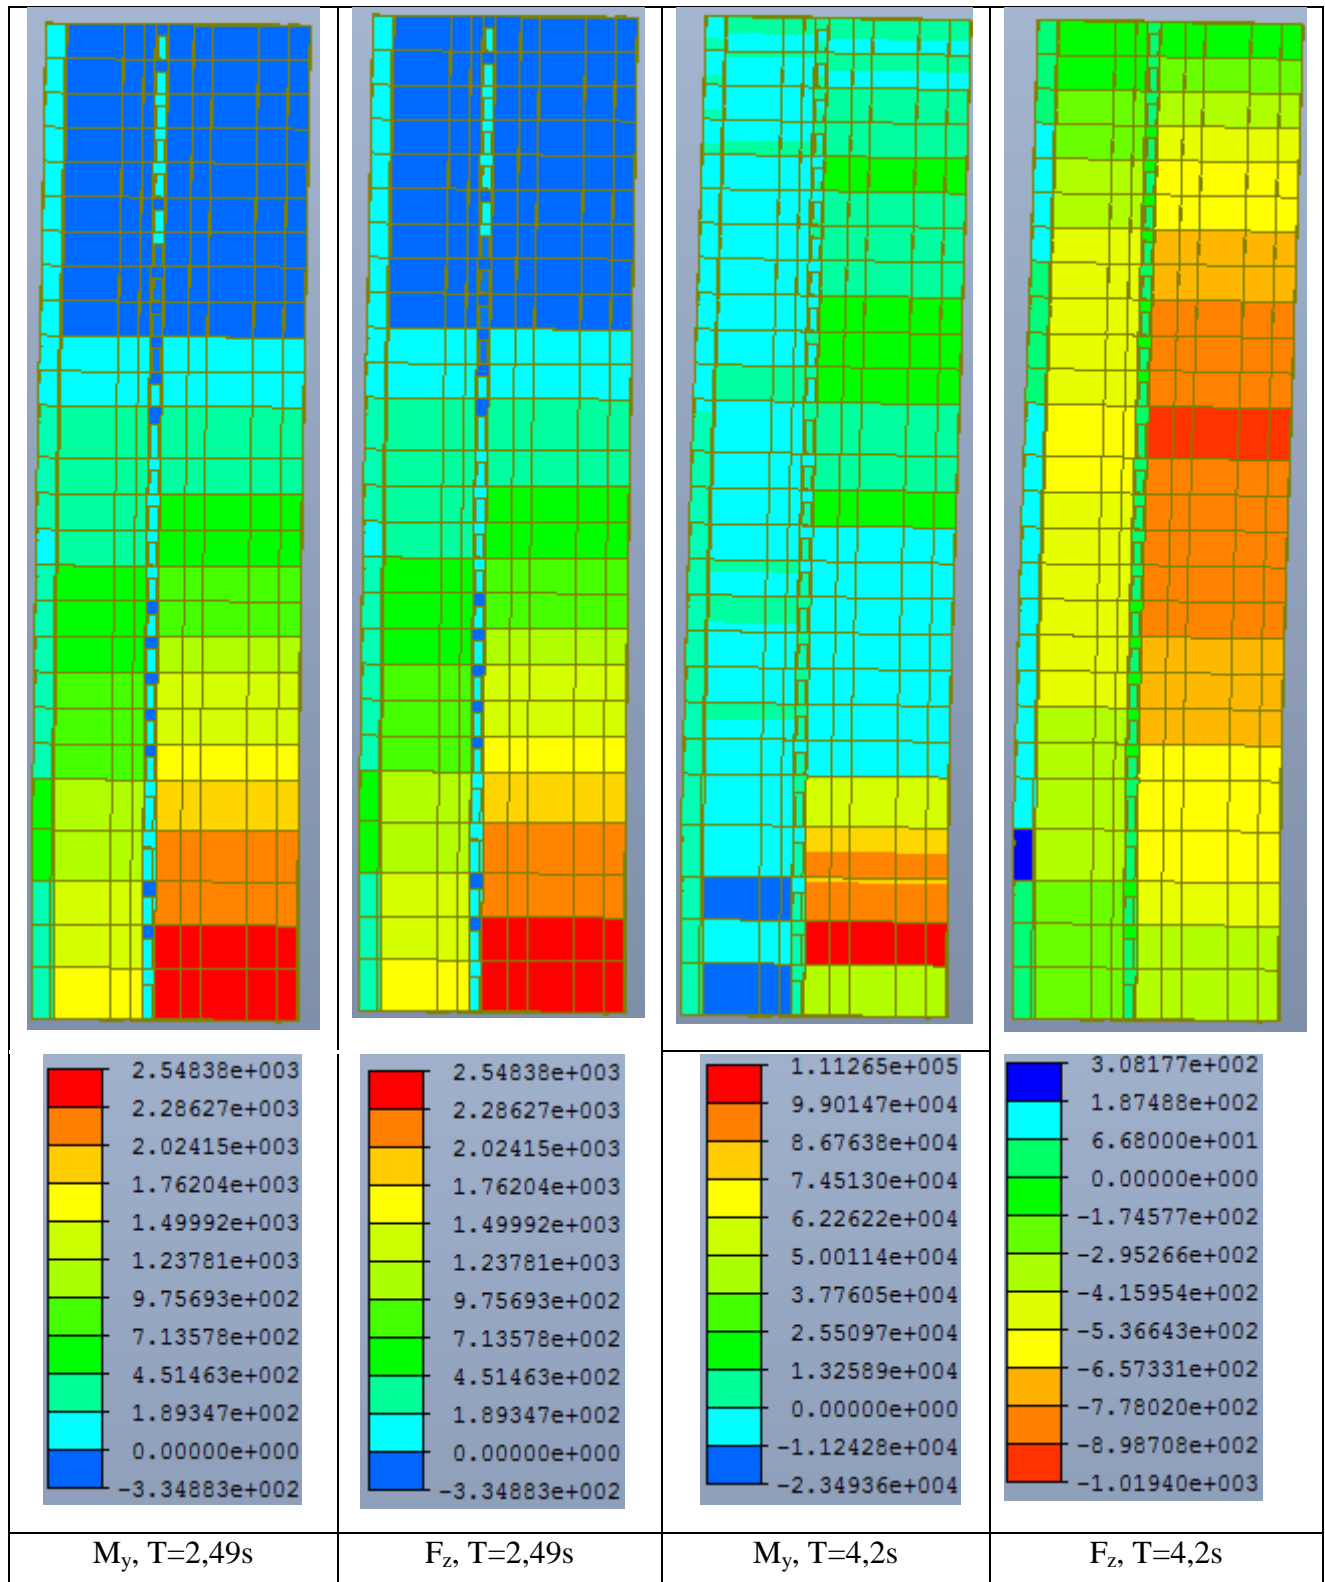 2.54838e+003
2.28627e+003
2.02415e+003
1.76204e+003
1.49992e+003
1.23781e+003
9.75693e+002
7.13578e+002
4.51463e+002
1.89347e+002
0.00000e+000
-3.34883e+002
2.54838e+003
2.28627e+003
2.02415e+003
1.76204e+003
1.49992e+003
1.23781e+003
9.75693e+002
7.13578e+002
4.51463e+002
1.89347e+002
0.00000e+000
-3.34883e+002
1.11265e+005
9.90147e+004
8.67638e+004
7.45130e+004
6.22622e+004
5.00114e+004
3.77605e+004
2.55097e+004
1.32589e+004
0.00000e+000
-1.12428e+004
-2.34936e+004
3.08177e+002
1.87488e+002
6.68000e+001
0.00000e+000
-1.74577e+002
-2.95266e+002
-4.15954e+002
-5.36643e+002
-6.57331e+002
-7.78020e+002
-8.98708e+002
-1.01940e+003
My, T=2,49s
Fz, T=2,49s
My, T=4,2s
Fz, T=4,2s